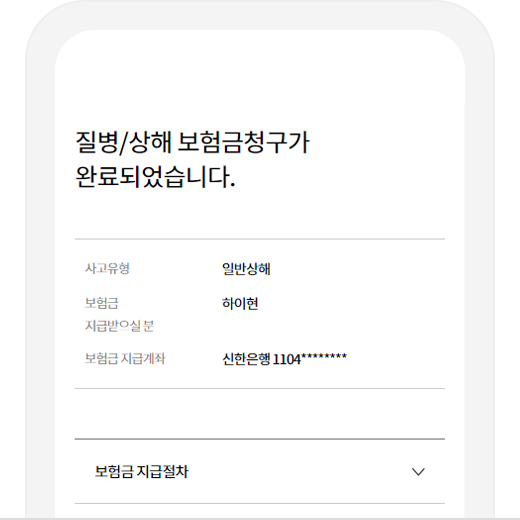 질병/상해 보험금청구가
완료되었습니다.
사고유형 일반상해
보험금 하이현
지급받으실 분
보험금 지급계좌 신한은행 1104********
보험금 지급절차